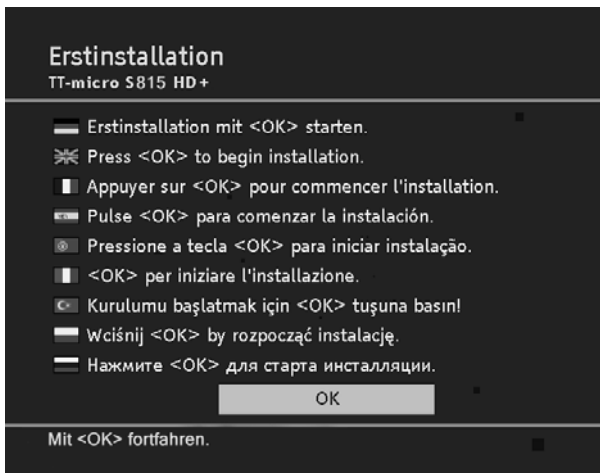 Erstinstallation
TT-micro S815 HD+
Erstinstallation mit <OK> starten.
Press <OK> to begin installation.
Appuyer sur <OK> pour commencer l'installation.
Pulse <OK> para comenzar la instalación.
Pressione a tecla <OK> para iniciar instalação.
<OK> per iniziare l'installazione.
Kurulumu başlatmak için <OK> tuşuna basın!
Wciśnij <OK> by rozpocząć instalację.
Нажмите <OK> для старта инсталляции.
OK
Mit <OK> fortfahren.